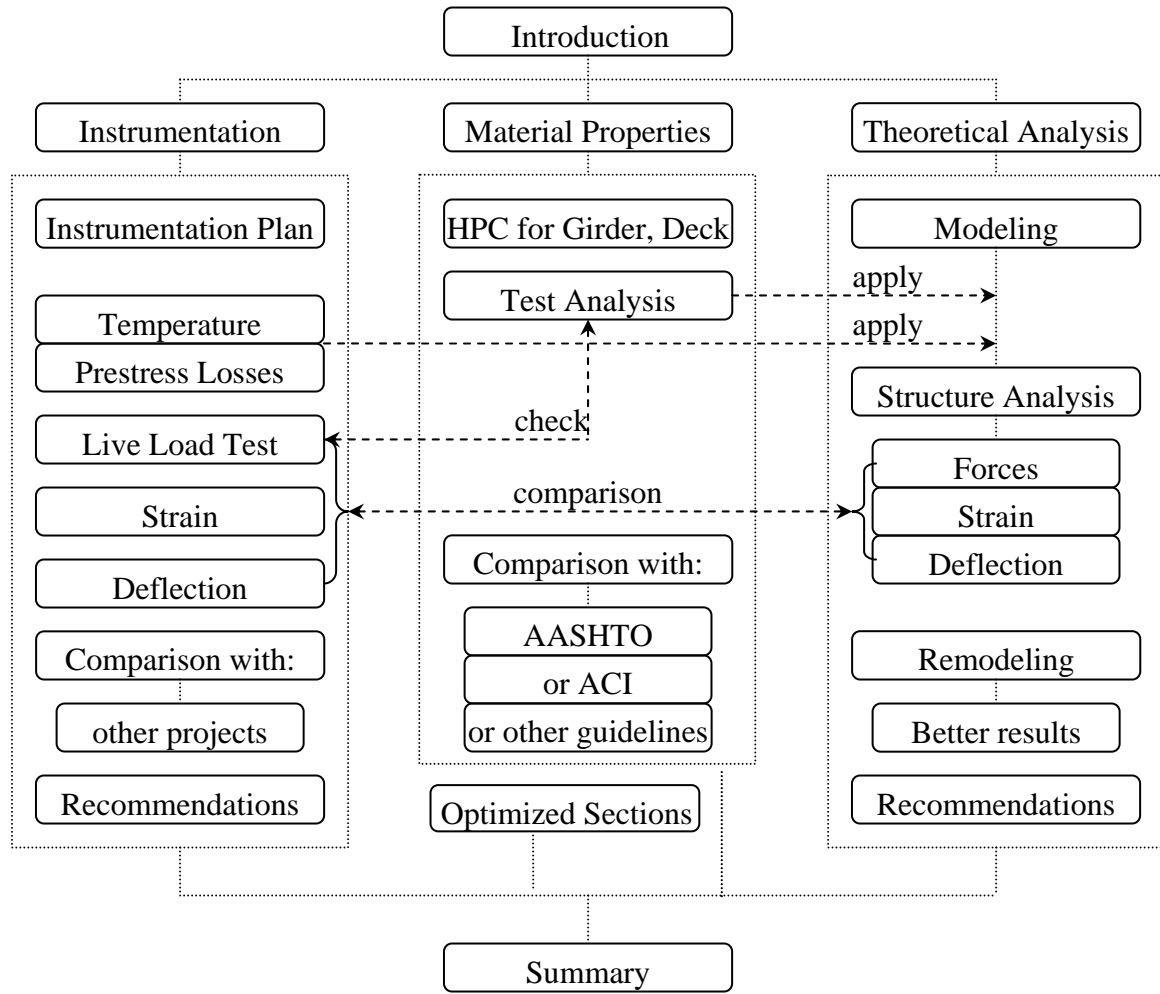 Introduction
Instrumentation
Material Properties
Theoretical Analysis
Instrumentation Plan
HPC for Girder, Deck
Modeling
Test Analysis
apply
Temperature
apply
Prestress Losses
Structure Analysis
Live Load Test
check
Forces
Strain
comparison
Strain
Deflection
Comparison with:
Deflection
AASHTO
Comparison with:
Remodeling
or ACI
other projects
or other guidelines
Better results
Recommendations
Optimized Sections
Recommendations
Summary